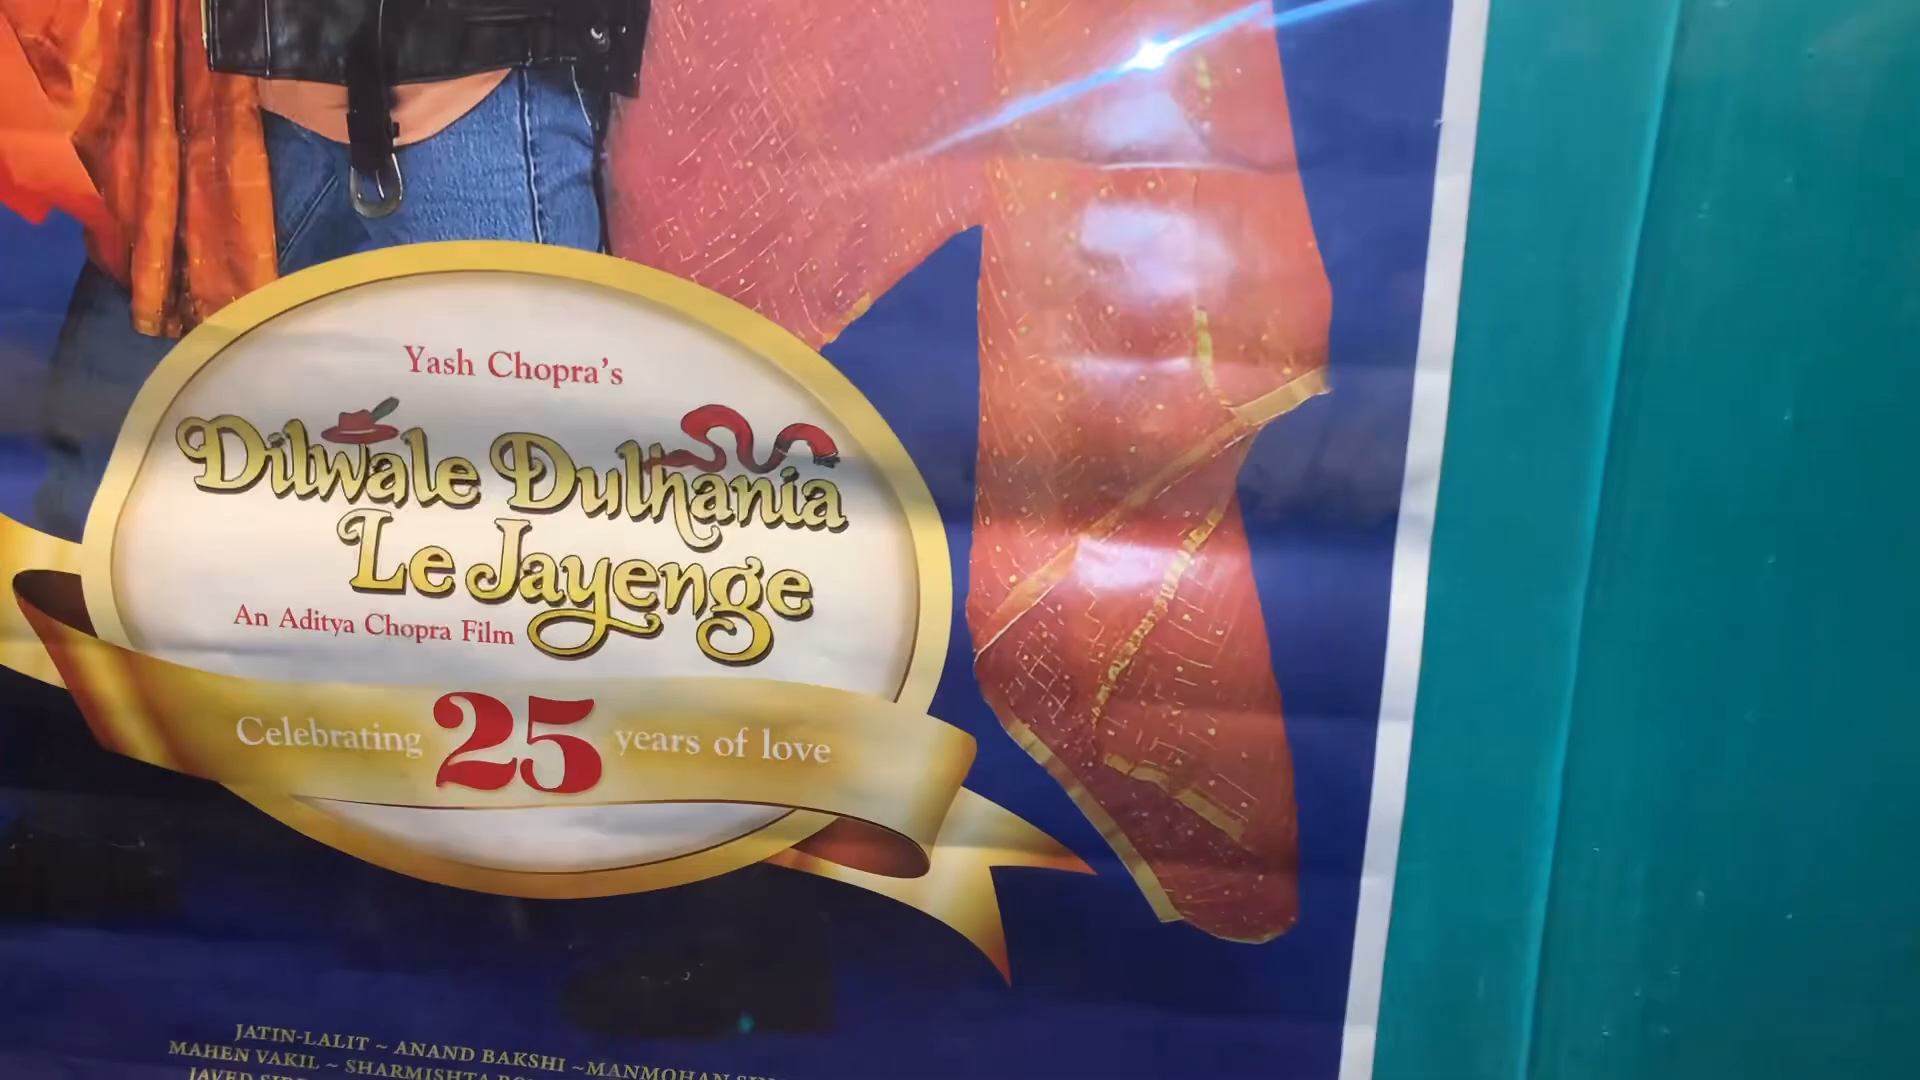 Yash Chopra's
Dilwale Dulhania
Le Jayenge
An Aditya Chopra Film
Celebrating 25 years of love
JATIN-LALIT ~ ANAND BAKSHI ~MANMOHAN
MAHEN VAKIL ~ SHARMISHTA
JAVED